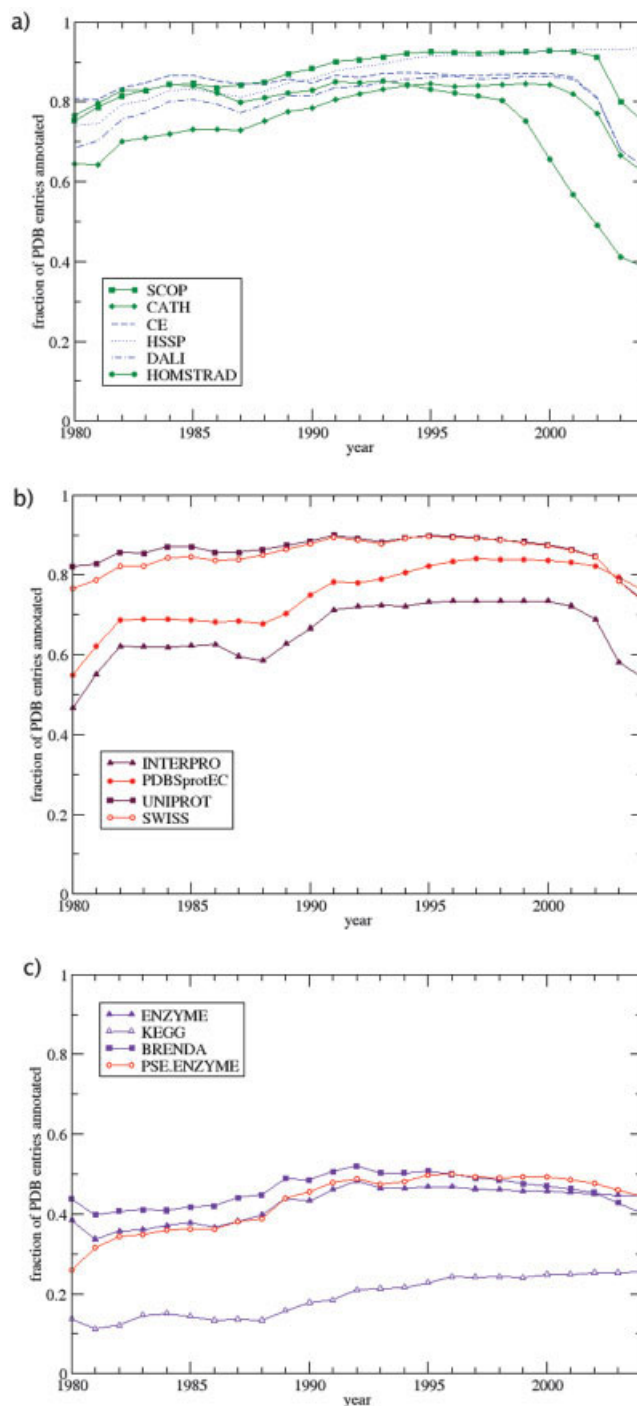 a)
1
0.8
0.6
0.4
0.2
0
fraction of PDB entries annotated
SCOP
CATH
CE
HSSP
DALI
HOMSTRAD
1980 1985 1990 1995 2000
year
b)
1
0.8
0.6
0.4
0.2
0
fraction of PDB entries annotated
INTERPRO
PDBSprotEC
UNIPROT
SWISS
1980 1985 1990 1995 2000
year
c)
1
0.8
0.6
0.4
0.2
0
fraction of PDB entries annotated
ENZYME
KEGG
BRENDA
PSE.ENZYME
1980 1985 1990 1995 2000
year